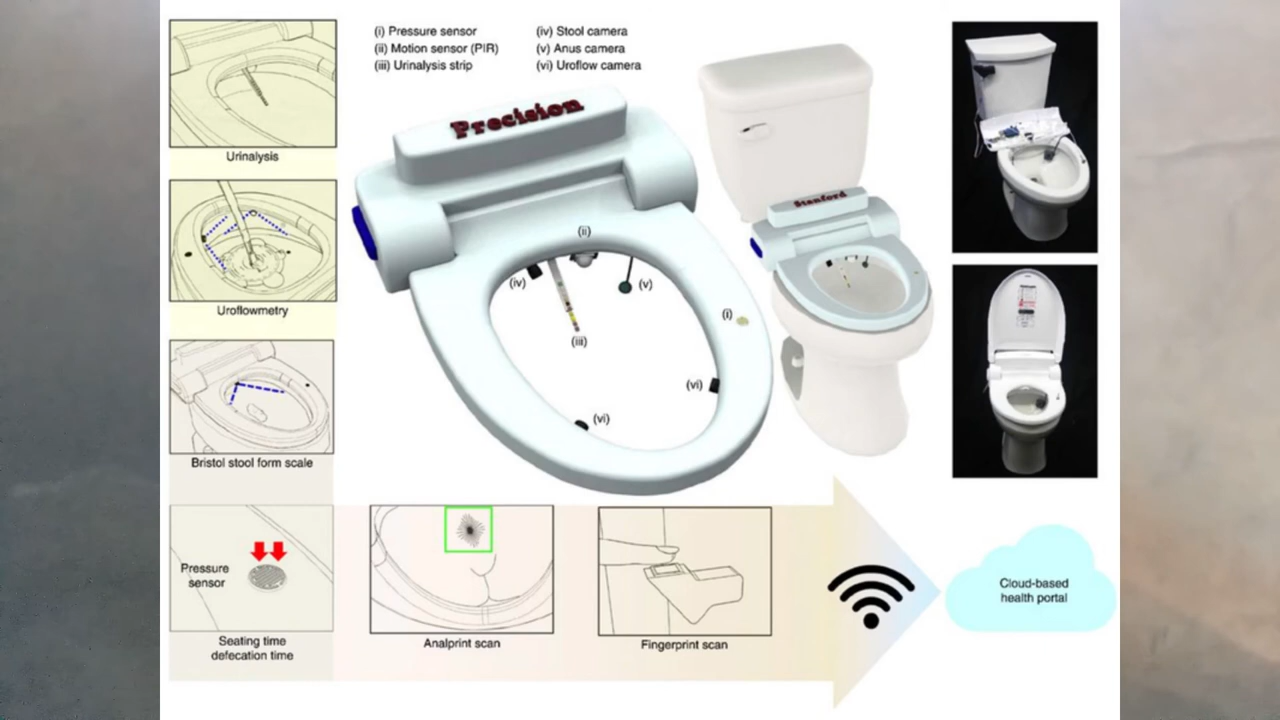 (i) Pressure sensor
(ii) Motion sensor (PIR)
(iii) Urinalysis strip
(iv) Stool camera
(v) Anus camera
(vi) Uroflow camera
Urinalysis
Uroflowmetry
Bristol stool form scale
Precision
(ii)
(iv)
(v)
(iii)
(i)
(vi)
(vi)
Stanford
Pressure
sensor
Seating time
defecation time
Analprint scan
Fingerprint scan
Cloud-based
health portal